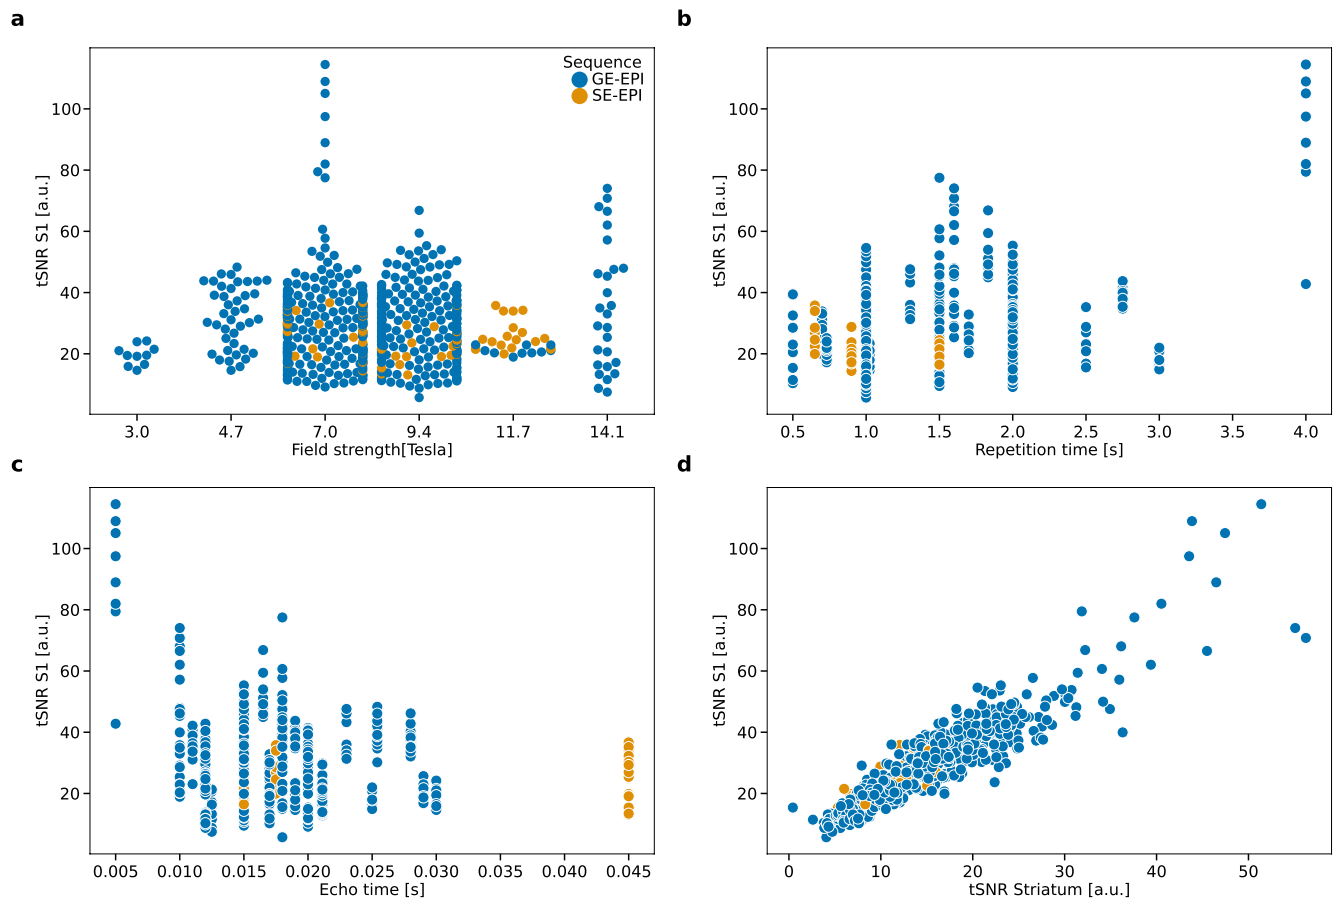 a
b
Sequence
GE-EPI
SE-EPI
tSNR S1 [a.u.]
100
80
60
40
20
3.0 4.7 7.0 9.4 11.7 14.1
Field strength[Tesla]
tSNR S1 [a.u.]
100
80
60
40
20
0.5 1.0 1.5 2.0 2.5 3.0 3.5 4.0
Repetition time [s]
c
d
tSNR S1 [a.u.]
100
80
60
40
20
0.005 0.010 0.015 0.020 0.025 0.030 0.035 0.040 0.045
Echo time [s]
tSNR S1 [a.u.]
100
80
60
40
20
0 10 20 30 40 50
tSNR Striatum [a.u.]